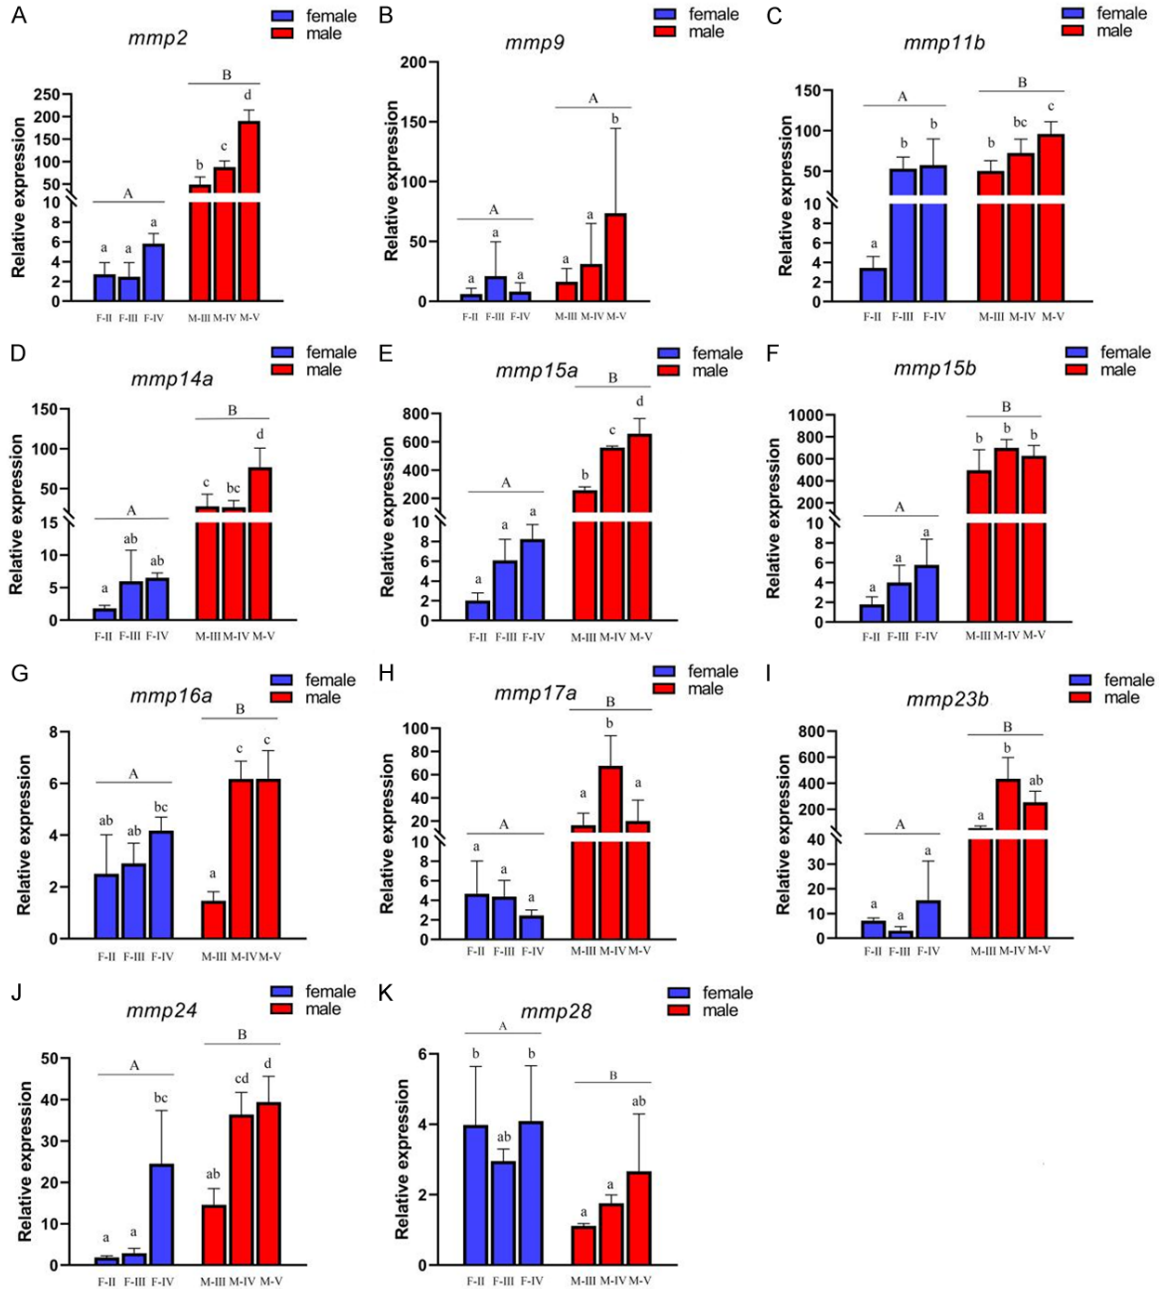 A
mmp2
female
male
Relative expression
250
200
150
100
50
10
8
6
4
2
0
A
B
a
a
a
b
c
d
F-II F-III F-IV M-III M-IV M-V
B
mmp9
female
male
Relative expression
200
150
100
50
0
A
A
a
a
a
a
a
b
F-II F-III F-IV M-III M-IV M-V
C
mmp11b
female
male
Relative expression
150
100
50
10
8
6
4
2
0
A
B
a
b
b
b
bc
c
F-II F-III F-IV M-III M-IV M-V
D
mmp14a
female
male
Relative expression
150
100
50
15
10
5
0
A
B
a
ab
ab
c
bc
d
F-II F-III F-IV M-III M-IV M-V
E
mmp15a
female
male
Relative expression
800
600
400
200
10
8
6
4
2
0
A
B
a
a
a
b
c
d
F-II F-III F-IV M-III M-IV M-V
F
mmp15b
female
male
Relative expression
1000
800
600
400
200
10
8
6
4
2
0
A
B
a
a
a
b
b
b
F-II F-III F-IV M-III M-IV M-V
G
mmp16a
female
male
Relative expression
8
6
4
2
0
A
B
ab
ab
bc
a
c
c
F-II F-III F-IV M-III M-IV M-V
H
mmp17a
female
male
Relative expression
100
80
60
40
20
10
8
6
4
2
0
A
B
a
a
a
a
b
a
F-II F-III F-IV M-III M-IV M-V
I
mmp23b
female
male
Relative expression
800
600
400
200
40
30
20
10
0
A
B
a
a
a
a
b
ab
F-II F-III F-IV M-III M-IV M-V
J
mmp24
female
male
Relative expression
50
40
30
20
10
0
A
B
a
a
bc
ab
cd
d
F-II F-III F-IV M-III M-IV M-V
K
mmp28
female
male
Relative expression
6
4
2
0
A
B
b
ab
b
a
a
ab
F-II F-III F-IV M-III M-IV M-V